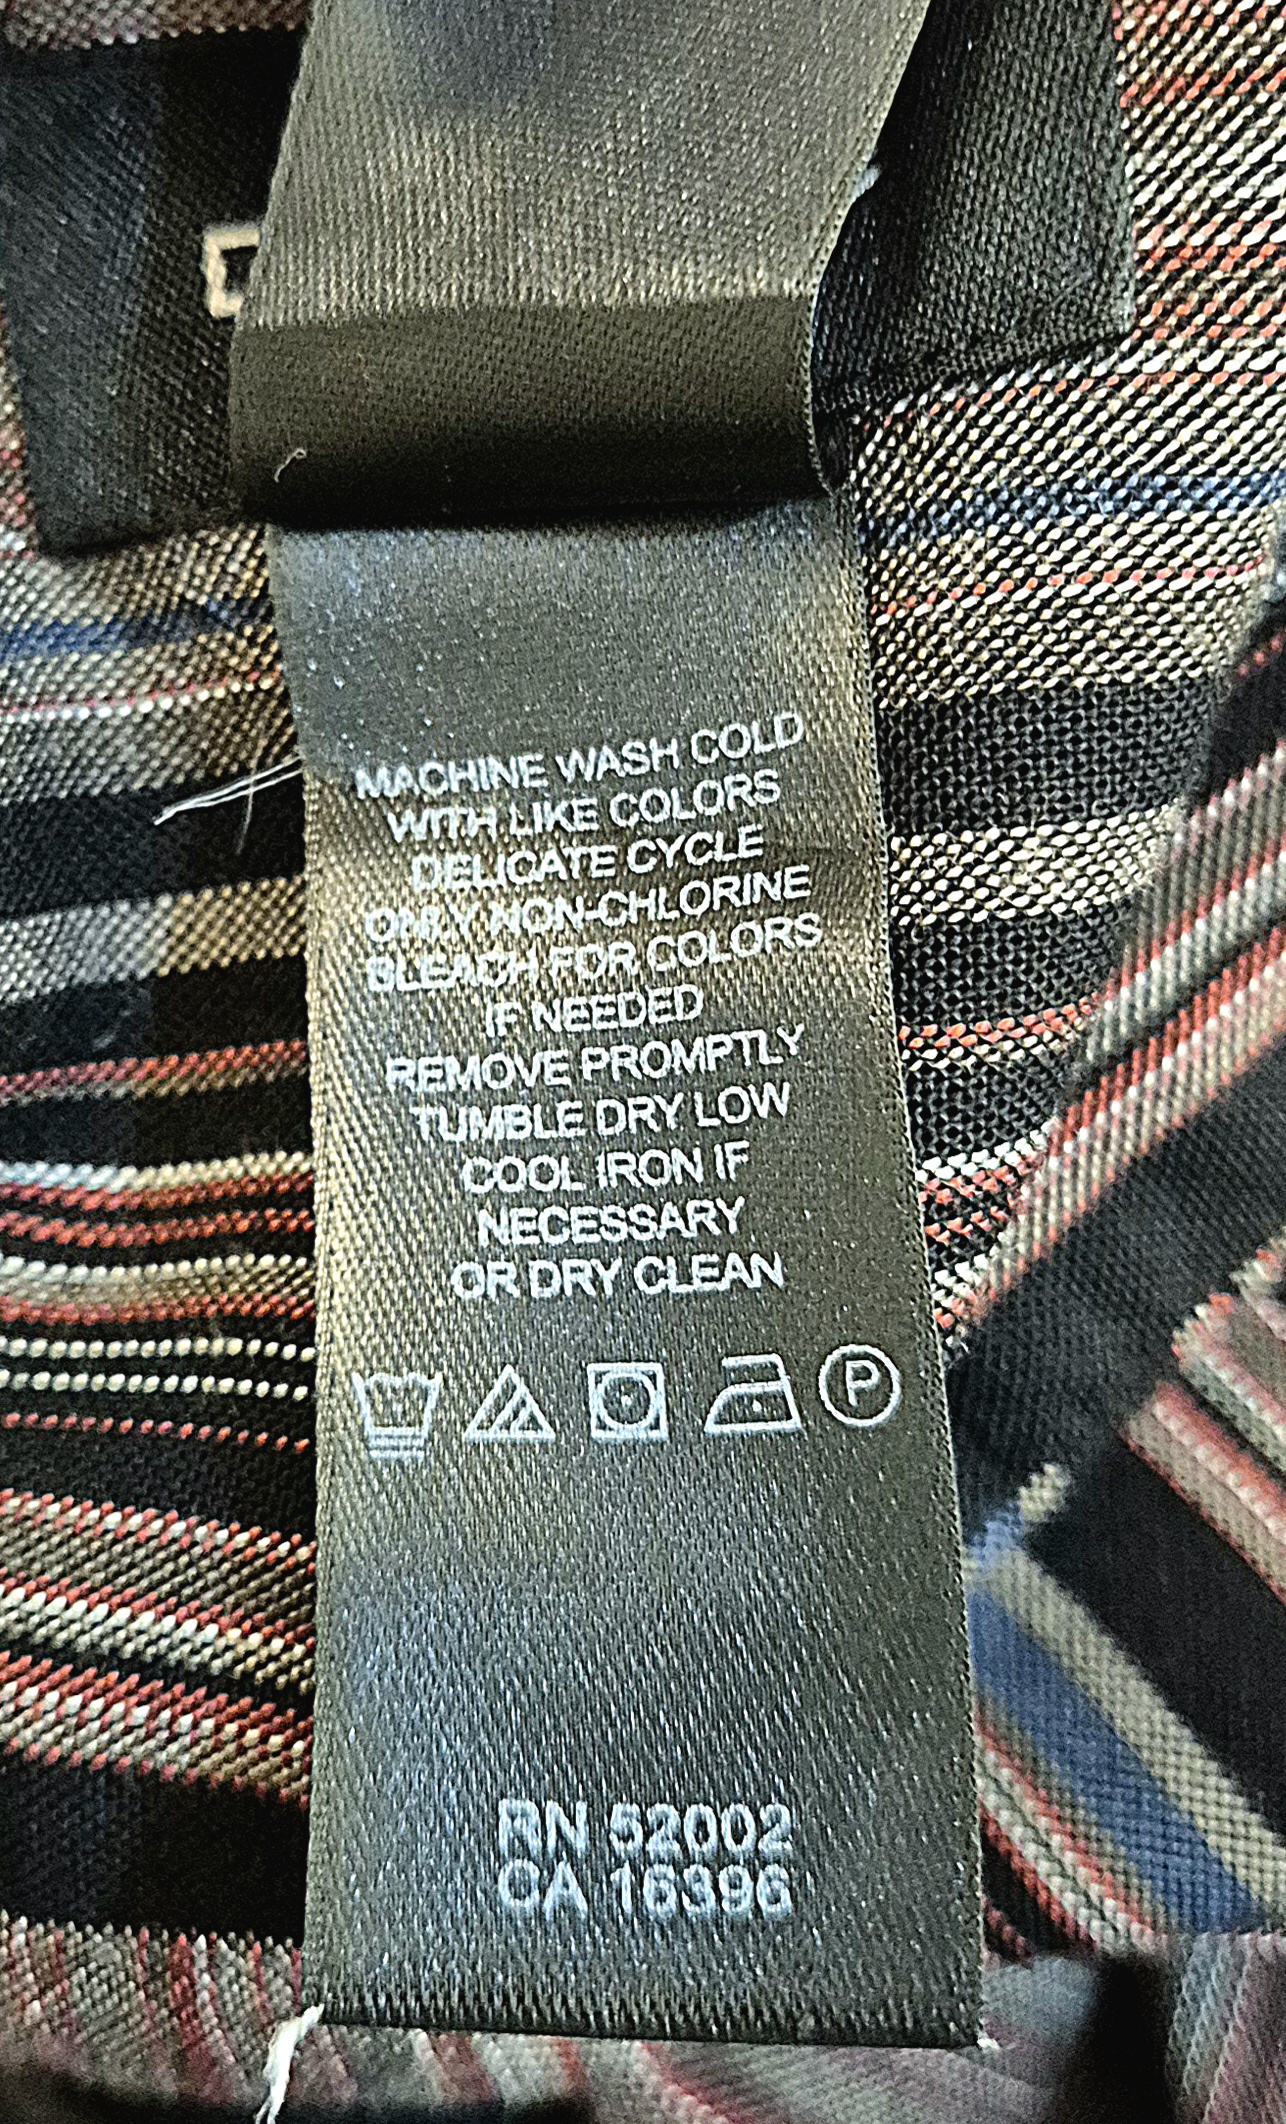 MACHINE WASH COLD
WITH LIKE COLORS
DELICATE CYCLE
ONLY NON-CHLORINE
BLEACH FOR COLORS
IF NEEDED
REMOVE PROMPTLY
TUMBLE DRY LOW
COOL IRON IF
NECESSARY
OR DRY CLEAN
P
RN 52002
CA 16396